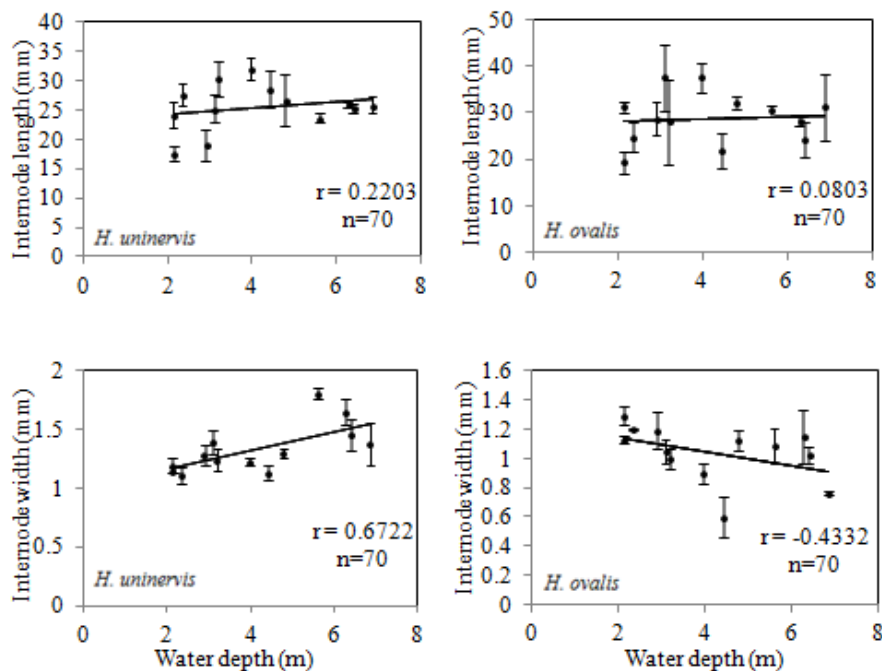 Internode length (mm)
40
35
30
25
20
15
10
5
0
r= 0.2203
n=70
H. uninervis
0 2 4 6 8
Internode length (mm)
50
40
30
20
10
0
r = 0.0803
n=70
H. ovalis
0 2 4 6 8
Internode width (mm)
2
1.5
1
0.5
0
r= 0.6722
n=70
H. uninervis
0 2 4 6 8
Water depth (m)
Internode width (mm)
1.6
1.4
1.2
1
0.8
0.6
0.4
0.2
0
r= -0.4332
n=70
H. ovalis
0 2 4 6 8
Water depth (m)